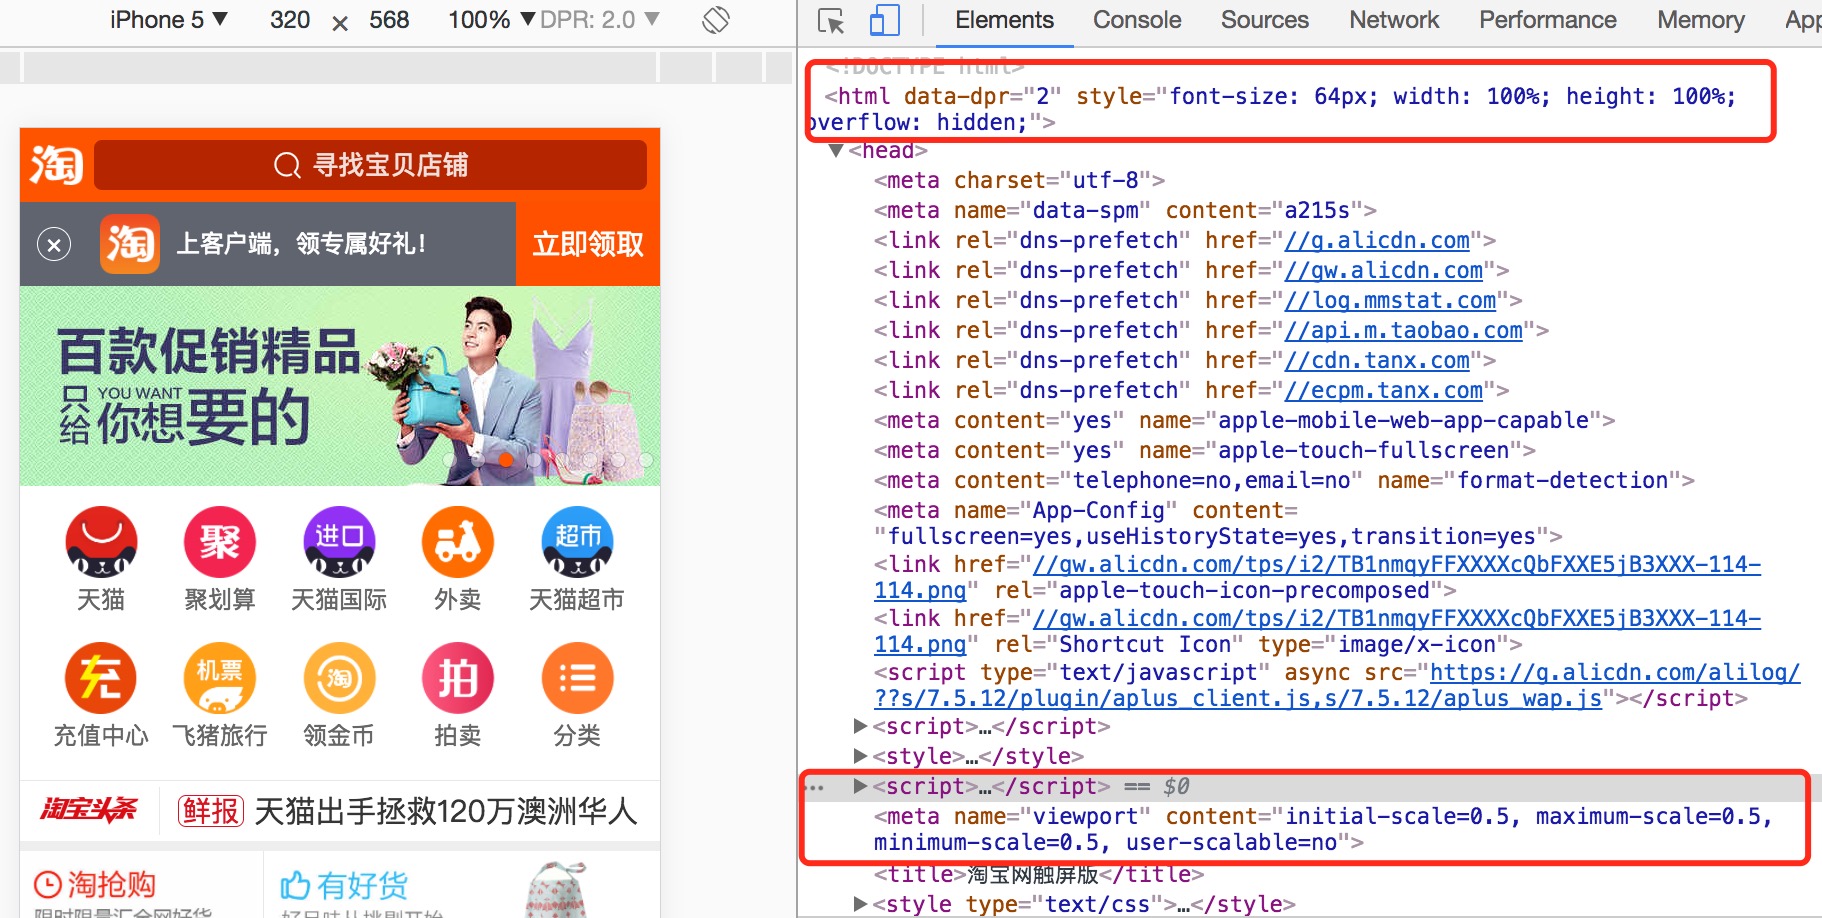 iPhone 5 ▼ 320 × 568 100% ▼ DPR: 2.0 ▼
淘 寻找宝贝店铺
淘 上客户端，领专属好礼！ 立即领取
百款促销精品
只给 YOU WANT
你想要的
天猫 聚划算 天猫国际 外卖 天猫超市
聚 进口 超市
充 机票 淘 拍
充值中心 飞猪旅行 领金币 拍卖 分类
淘宝头条 鲜报 天猫出手拯救120万澳洲华人
淘抢购 有好货
Elements Console Sources Network Performance Memory App
<!DOCTYPE html>
<html data-dpr="2" style="font-size: 64px; width: 100%; height: 100%;
overflow: hidden;">
▼<head>
<meta charset="utf-8">
<meta name="data-spm" content="a215s">
<link rel="dns-prefetch" href="//g.alicdn.com">
<link rel="dns-prefetch" href="//gw.alicdn.com">
<link rel="dns-prefetch" href="//log.mmstat.com">
<link rel="dns-prefetch" href="//api.m.taobao.com">
<link rel="dns-prefetch" href="//cdn.tanx.com">
<link rel="dns-prefetch" href="//ecpm.tanx.com">
<meta content="yes" name="apple-mobile-web-app-capable">
<meta content="yes" name="apple-touch-fullscreen">
<meta content="telephone=no,email=no" name="format-detection">
<meta name="App-Config" content=
"fullscreen=yes,useHistoryState=yes,transition=yes">
<link href="//gw.alicdn.com/tps/i2/TB1nmqyFFXXXXcQbFXXE5jB3XXX-114-
114.png" rel="apple-touch-icon-precomposed">
<link href="//gw.alicdn.com/tps/i2/TB1nmqyFFXXXXcQbFXXE5jB3XXX-114-
114.png" rel="Shortcut Icon" type="image/x-icon">
<script type="text/javascript" async src="https://g.alicdn.com/alilog/
??s/7.5.12/plugin/aplus_client.js,s/7.5.12/aplus_wap.js"></script>
▶<script>…</script>
▶<style>…</style>
… ▶<script>…</script> == $0
<meta name="viewport" content="initial-scale=0.5, maximum-scale=0.5,
minimum-scale=0.5, user-scalable=no">
<title>淘宝网触屏版</title>
▶<style type="text/css">…</style>